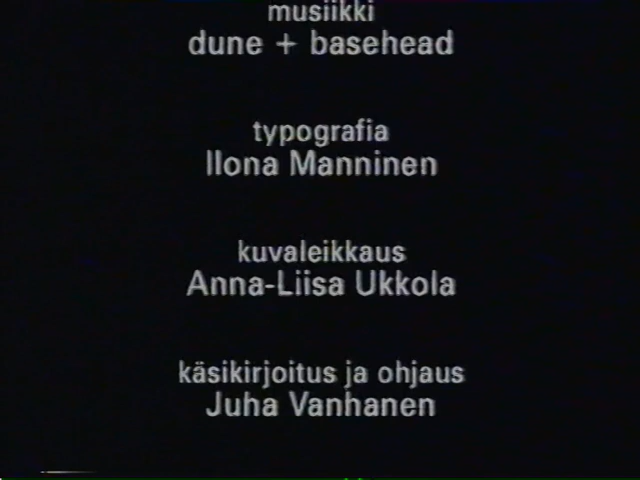 musiikki
dune + basehead
typografia
Ilona Manninen
kuvaleikkaus
Anna-Liisa Ukkola
käsikirjoitus ja ohjaus
Juha Vanhanen